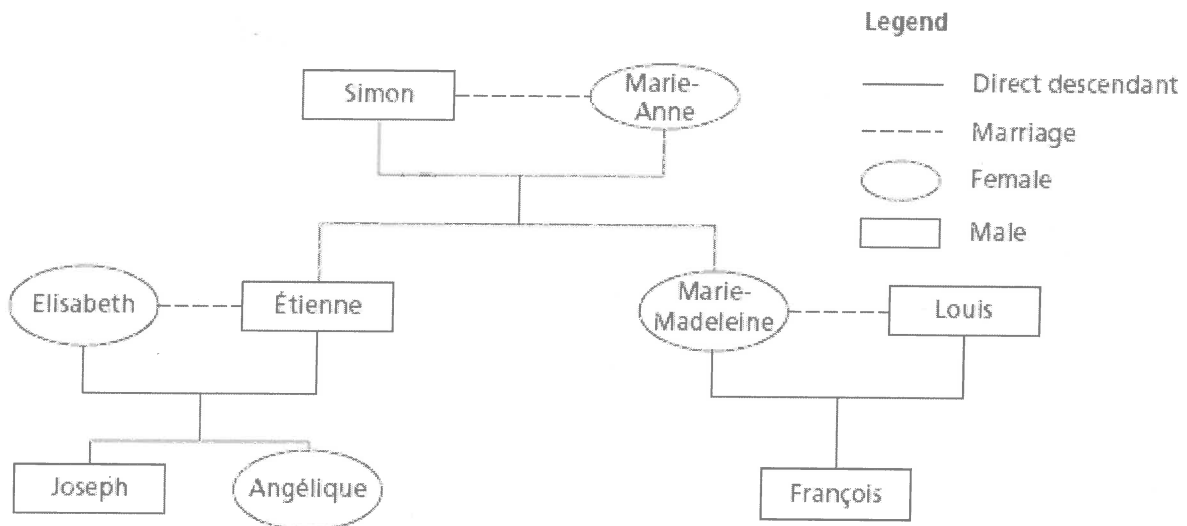 Legend
Direct descendant
Marriage
Female
Male
Simon
Marie-
Anne
Elisabeth
Étienne
Marie-
Madeleine
Louis
Joseph
Angélique
François